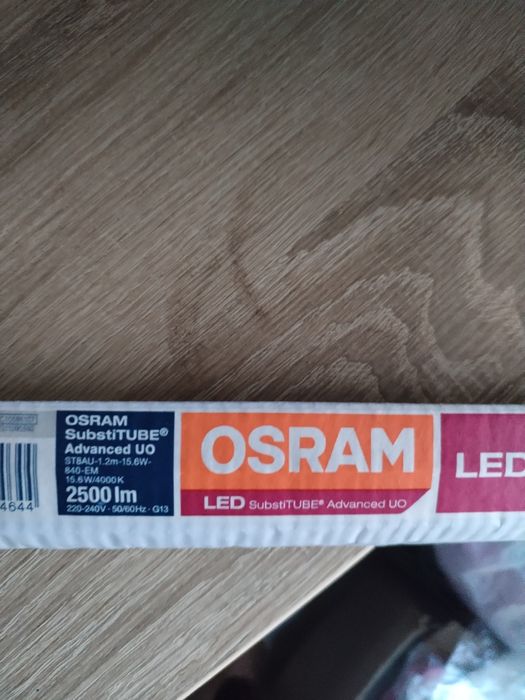 OSRAM
SubstiTUBE®
Advanced UO
ST8AU-1.2m-15.6W-
840-EM
15.6W/4000K
2500 lm
220-240V · 50/60Hz · G13
4644
OSRAM
LED SubstiTUBE® Advanced UO
LED